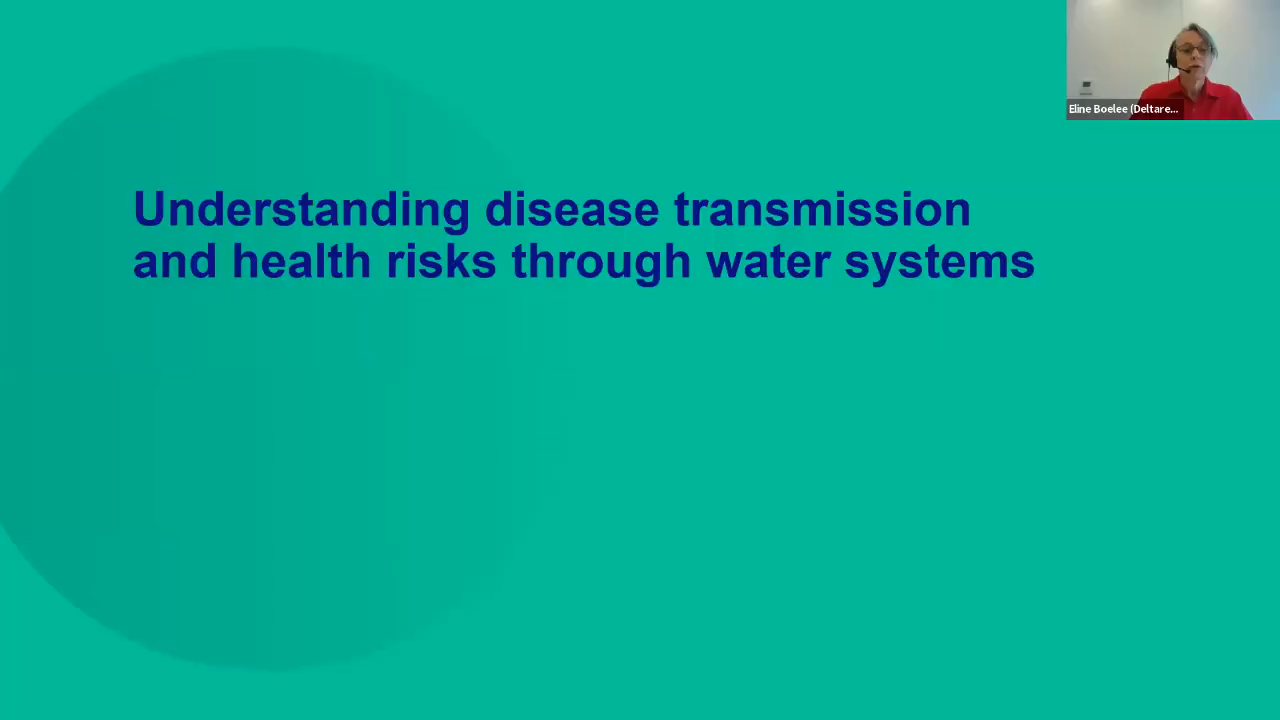 Eline Boelee (Deltare...
Understanding disease transmission
and health risks through water systems